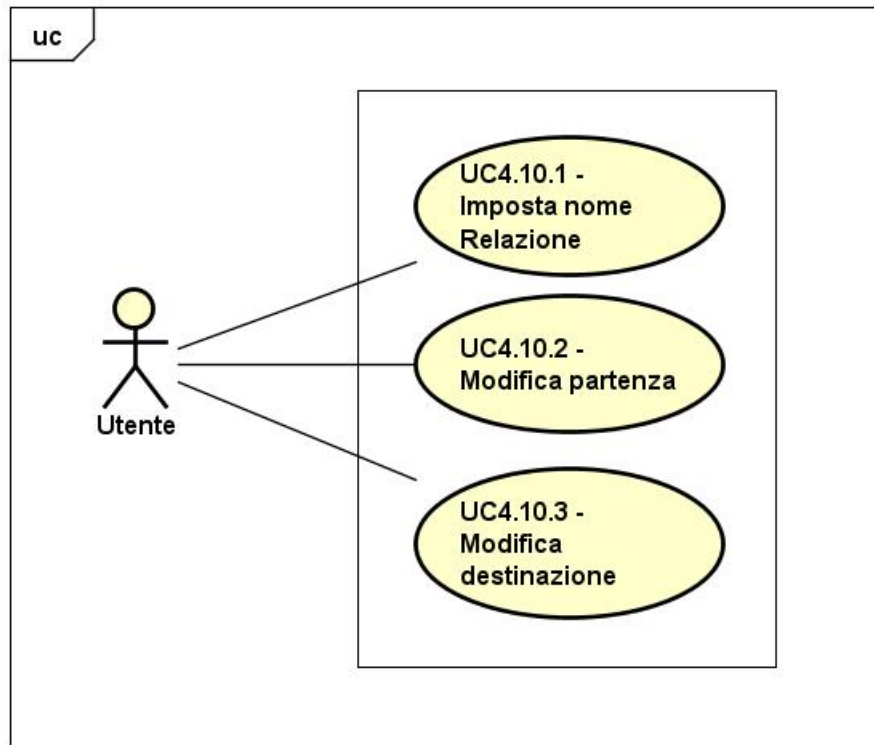 uc
UC4.10.1 -
Imposta nome
Relazione
UC4.10.2 -
Modifica partenza
Utente
UC4.10.3 -
Modifica
destinazione